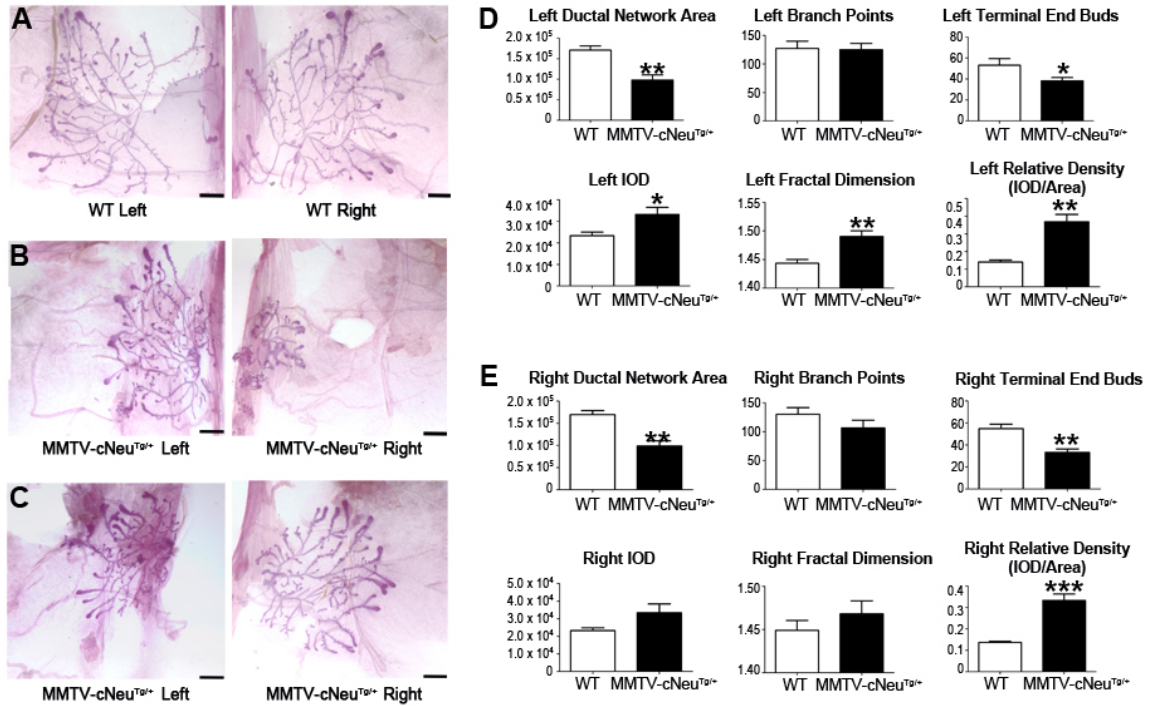 A
WT Left
WT Right
B
MMTV-cNeuTg/+ Left
MMTV-cNeuTg/+ Right
C
MMTV-cNeuTg/+ Left
MMTV-cNeuTg/+ Right
D
Left Ductal Network Area
2.0 x 10⁵
1.5 x 10⁵
1.0 x 10⁵
0.5 x 10⁵
0
**
WT MMTV-cNeuTg/+
Left Branch Points
150
100
50
0
WT MMTV-cNeuTg/+
Left Terminal End Buds
80
60
40
20
0
*
WT MMTV-cNeuTg/+
Left IOD
4.0 x 10⁴
3.0 x 10⁴
2.0 x 10⁴
1.0 x 10⁴
0
*
WT MMTV-cNeuTg/+
Left Fractal Dimension
1.55
1.50
1.45
1.40
**
WT MMTV-cNeuTg/+
Left Relative Density
(IOD/Area)
0.5
0.4
0.3
0.2
0.1
0
**
WT MMTV-cNeuTg/+
E
Right Ductal Network Area
2.0 x 10⁵
1.5 x 10⁵
1.0 x 10⁵
0.5 x 10⁵
0
**
WT MMTV-cNeuTg/+
Right Branch Points
150
100
50
0
WT MMTV-cNeuTg/+
Right Terminal End Buds
80
60
40
20
0
**
WT MMTV-cNeuTg/+
Right IOD
5.0 x 10⁴
4.0 x 10⁴
3.0 x 10⁴
2.0 x 10⁴
1.0 x 10⁴
0
WT MMTV-cNeuTg/+
Right Fractal Dimension
1.50
1.45
1.40
WT MMTV-cNeuTg/+
Right Relative Density
(IOD/Area)
0.4
0.3
0.2
0.1
0
***
WT MMTV-cNeuTg/+